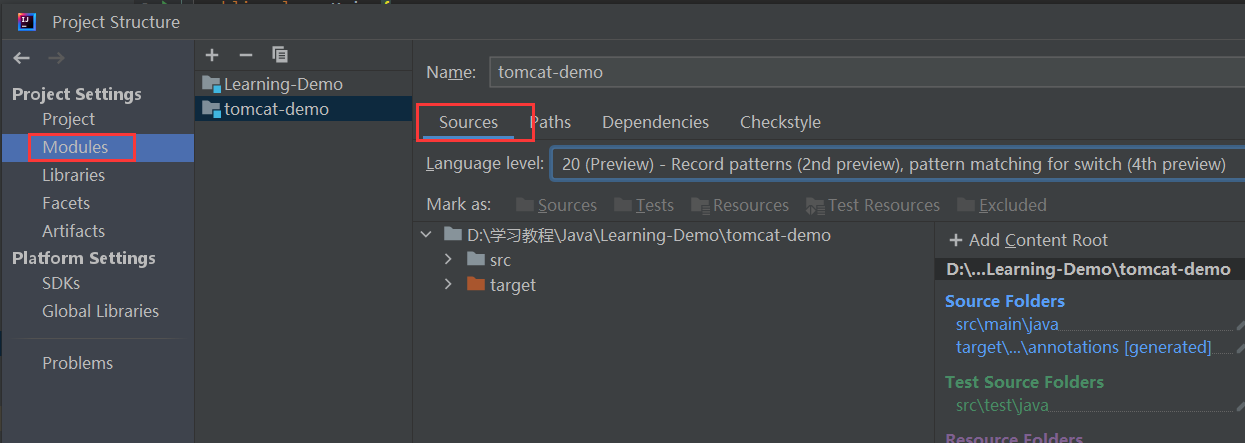 Project Structure
Project Settings
Project
Modules
Libraries
Facets
Artifacts
Platform Settings
SDKs
Global Libraries
Problems
Learning-Demo
tomcat-demo
Name: tomcat-demo
Sources Paths Dependencies Checkstyle
Language level: 20 (Preview) - Record patterns (2nd preview), pattern matching for switch (4th preview)
Mark as: Sources Tests Resources Test Resources Excluded
D:\学习教程\Java\Learning-Demo\tomcat-demo
src
target
+ Add Content Root
D:\...Learning-Demo\tomcat-demo
Source Folders
src\main\java
target\...\annotations [generated]
Test Source Folders
src\test\java
Resource Folders